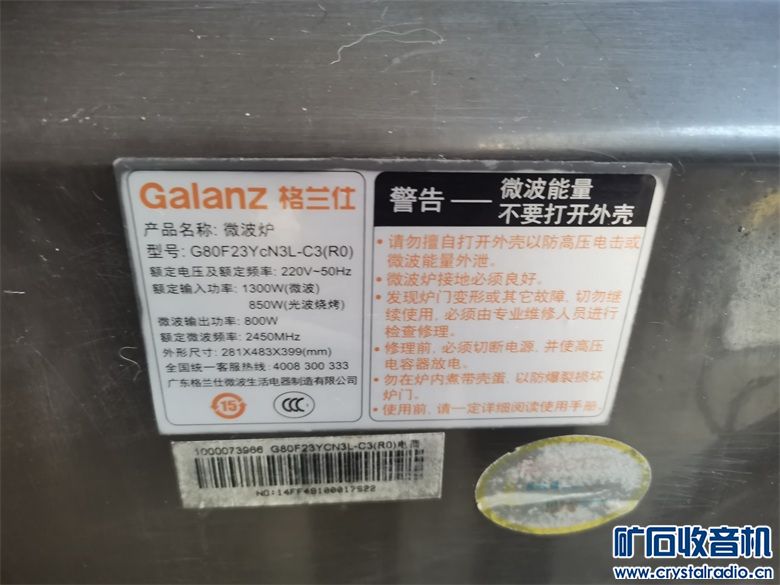 Galanz 格兰仕
产品名称: 微波炉
型号: G80F23YcN3L-C3(R0)
额定电压及额定频率: 220V~50Hz
额定输入功率: 1300W(微波)
850W(光波烧烤)
微波输出功率: 800W
额定微波频率: 2450MHz
外形尺寸: 281X483X399(mm)
全国统一客服热线: 4008 300 333
广东格兰仕微波生活电器制造有限公司
15
CCC
警告—
微波能量
不要打开外壳
• 请勿擅自打开外壳以防高压电击或
微波能量外泄.
• 微波炉接地必须良好.
• 发现炉门变形或其它故障, 切勿继
续使用, 必须由专业维修人员进行
检查修理.
• 修理前, 必须切断电源, 并使高压
电容器放电.
• 勿在炉内煮带壳蛋, 以防爆裂损坏
炉门.
• 使用前, 请一定详细阅读使用手册.
1000073966 G80F23YCN3L-C3(R0)电商
NO:14FF49100017522
矿石收音机
www.crystalradio.cn